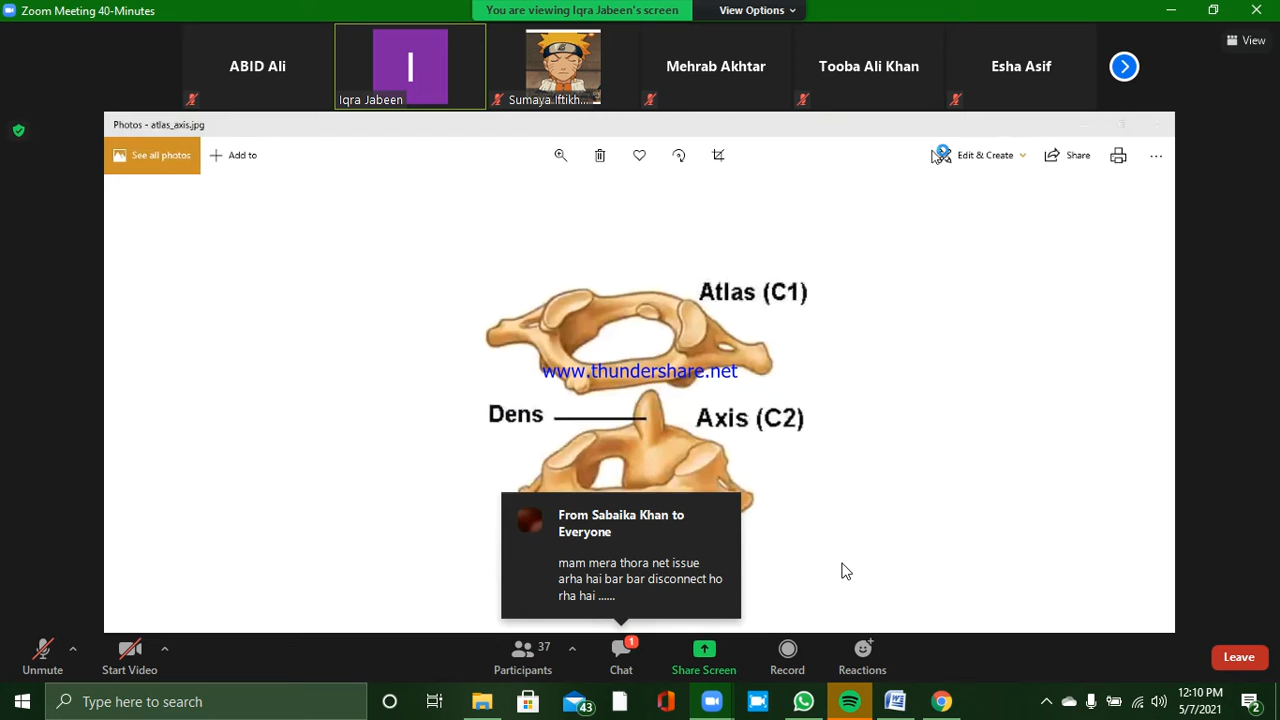 Zoom Meeting 40-Minutes
You are viewing Iqra Jabeen's screen
View Options
ABID Ali
I
Iqra Jabeen
Sumaya Iftikh...
Mehrab Akhtar
Tooba Ali Khan
Esha Asif
View
Photos - atlas_axis.jpg
See all photos
Add to
Edit & Create
Share
Atlas (C1)
www.thundershare.net
Dens
Axis (C2)
From Sabaika Khan to
Everyone
mam mera thora net issue
arha hai bar bar disconnect ho
rha hai ......
Unmute
Start Video
37
Participants
1
Chat
Share Screen
Record
Reactions
Leave
Type here to search
43
12:10 PM
5/7/2021
2